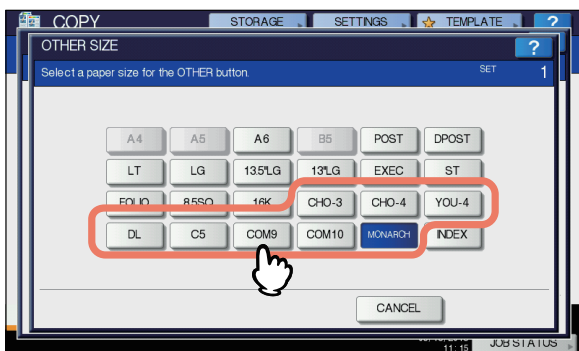 COPY STORAGE SETTINGS TEMPLATE ?
OTHER SIZE ?
Select a paper size for the OTHER button. SET 1
A4 A5 A6 B5 POST DPOST
LT LG 13.5"LG 13"LG EXEC ST
FOLIO 8.5SQ 16K CHO-3 CHO-4 YOU-4
DL C5 COM9 COM10 MONARCH INDEX
CANCEL
11:15 JOB STATUS